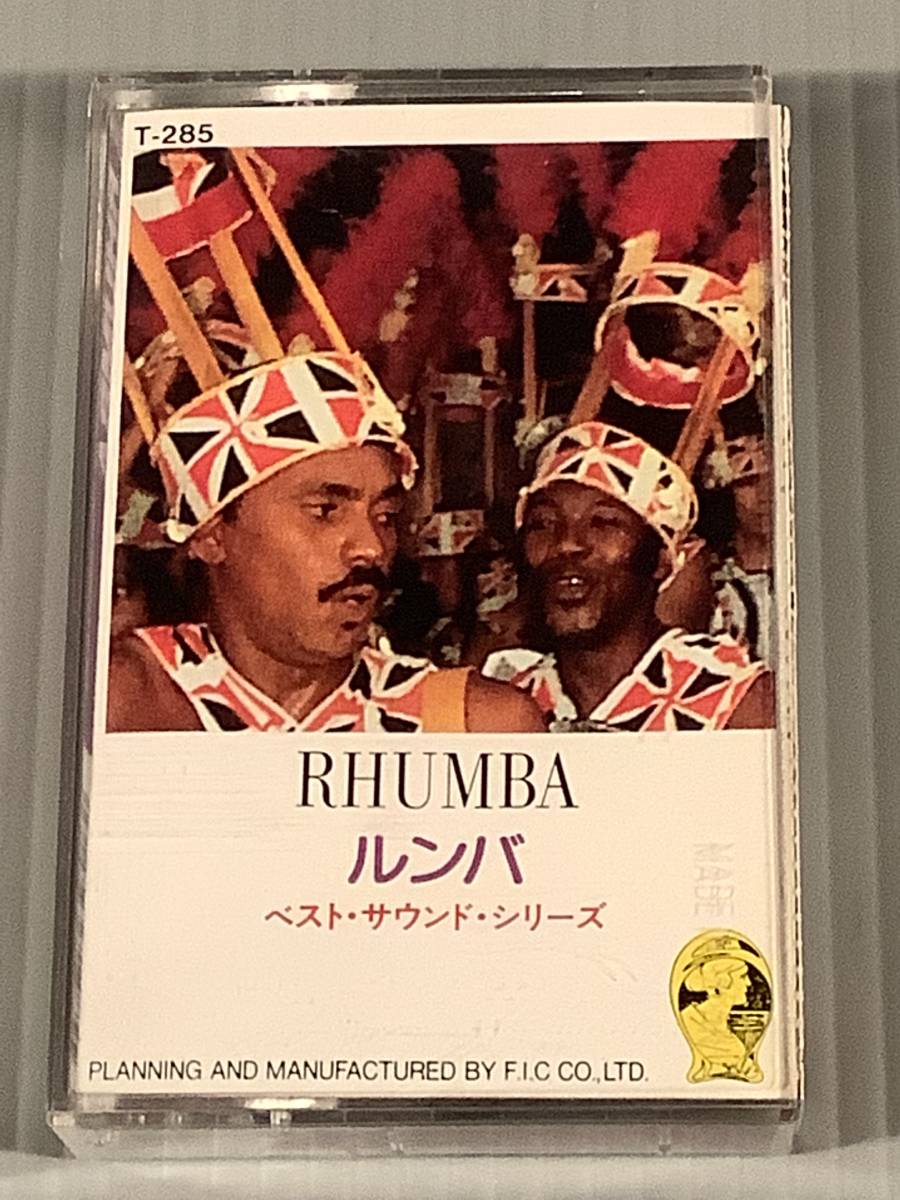 T-285
RHUMBA
ルンバ
ベスト・サウンド・シリーズ
MADE
PLANNING AND MANUFACTURED BY F.I.C CO.,LTD.